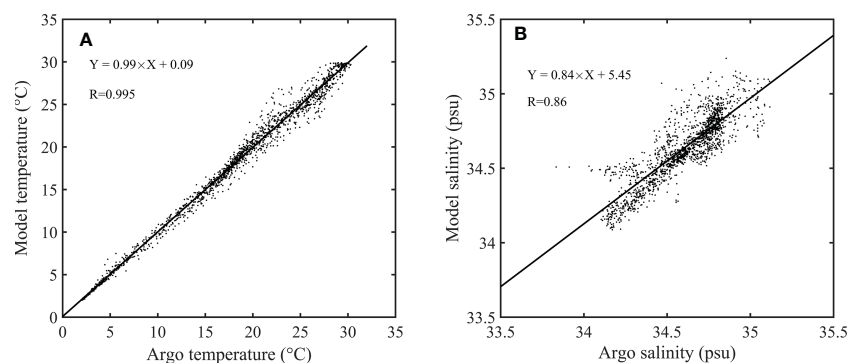 A
Y = 0.99×X + 0.09
R=0.995
Model temperature (°C)
35
30
25
20
15
10
5
0
0 5 10 15 20 25 30 35
Argo temperature (°C)
B
Y = 0.84×X + 5.45
R=0.86
Model salinity (psu)
35.5
35
34.5
34
33.5
33.5 34 34.5 35 35.5
Argo salinity (psu)